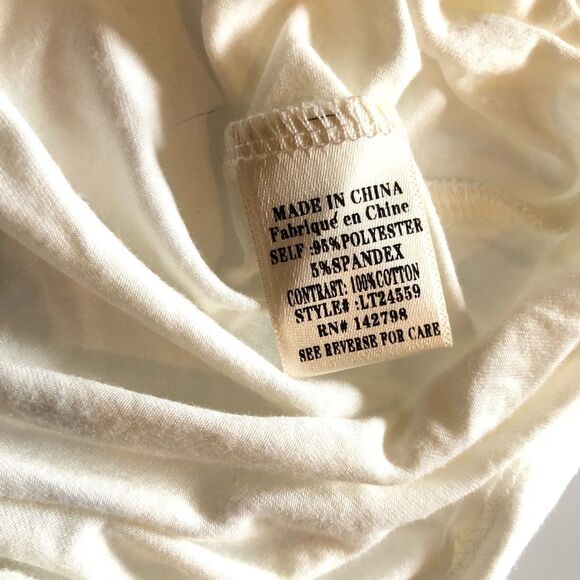 MADE IN CHINA
Fabriqué en Chine
SELF :95%POLYESTER
5%SPANDEX
CONTRAST: 100%COTTON
STYLE# :LT24559
RN# 142798
SEE REVERSE FOR CARE